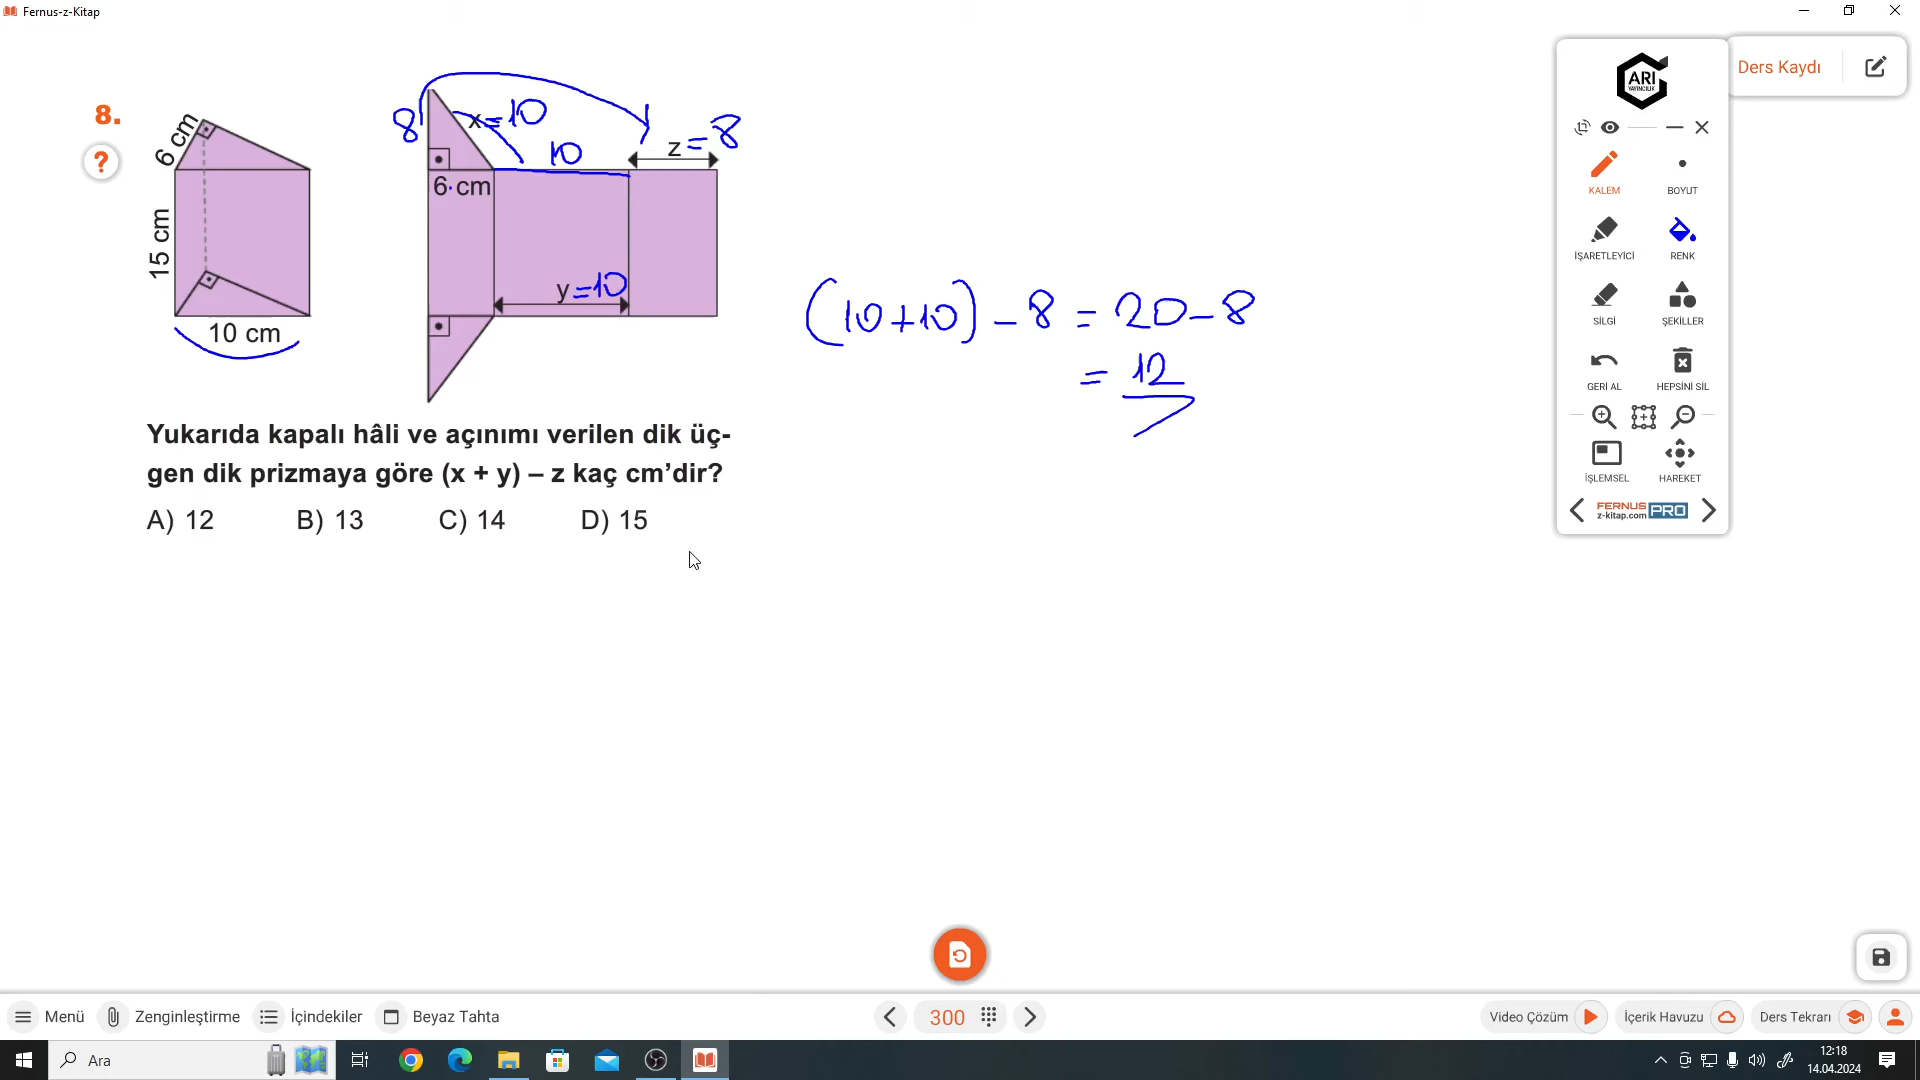 Fernus-z-Kitap
ARI
YAYINCILIK
Ders Kaydı
8.
?
6 cm
15 cm
10 cm
8
x=10
10
z=8
6 cm
y=10
(10+10)-8=20-8
=12
KALEM
BOYUT
İŞARETLEYİCİ
RENK
SİLGİ
ŞEKİLLER
GERİ AL
HEPSİNİ SİL
İŞLEMSEL
HAREKET
FERNUS
z-kitap.com PRO
Yukarıda kapalı hâli ve açınımı verilen dik üç-
gen dik prizmaya göre (x + y) – z kaç cm’dir?
A) 12 B) 13 C) 14 D) 15
Menü Zenginleştirme İçindekiler Beyaz Tahta 300 Video Çözüm İçerik Havuzu Ders Tekrarı
Ara
12:18
14.04.2024